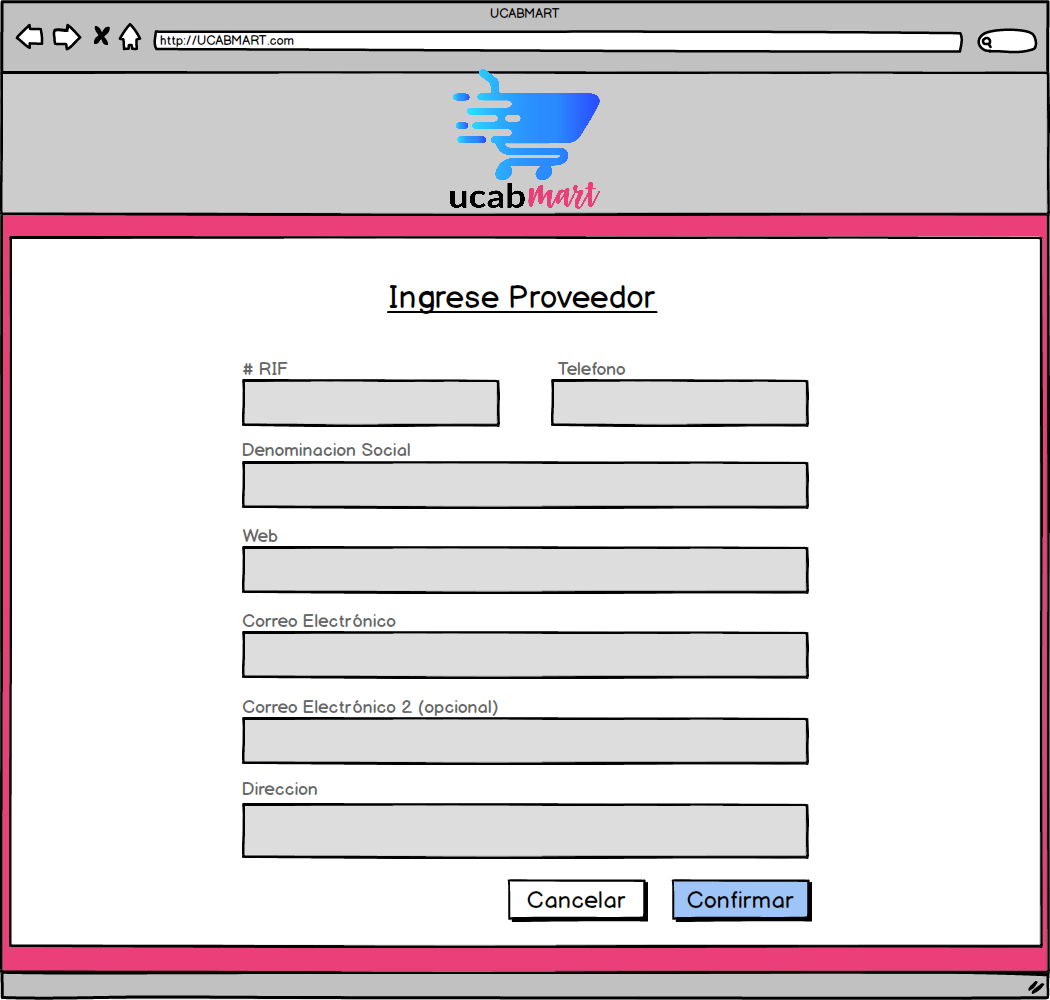 UCABMART
http://UCABMART.com
ucabmart
Ingrese Proveedor
# RIF
Telefono
Denominacion Social
Web
Correo Electrónico
Correo Electrónico 2 (opcional)
Direccion
Cancelar
Confirmar